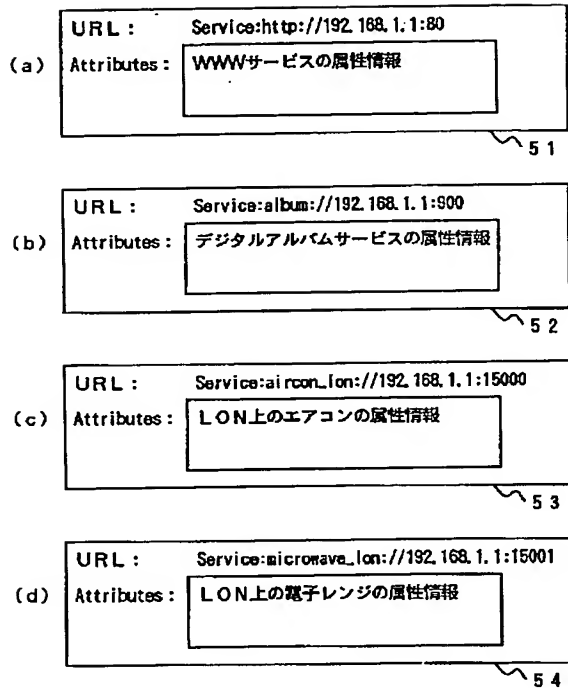 URL: Service:http://192.168.1.1:80
(a) Attributes: WWWサービスの属性情報
51
URL: Service:album://192.168.1.1:900
(b) Attributes: デジタルアルバムサービスの属性情報
52
URL: Service:aircon_lon://192.168.1.1:15000
(c) Attributes: LON上のエアコンの属性情報
53
URL: Service:microwave_lon://192.168.1.1:15001
(d) Attributes: LON上の電子レンジの属性情報
54